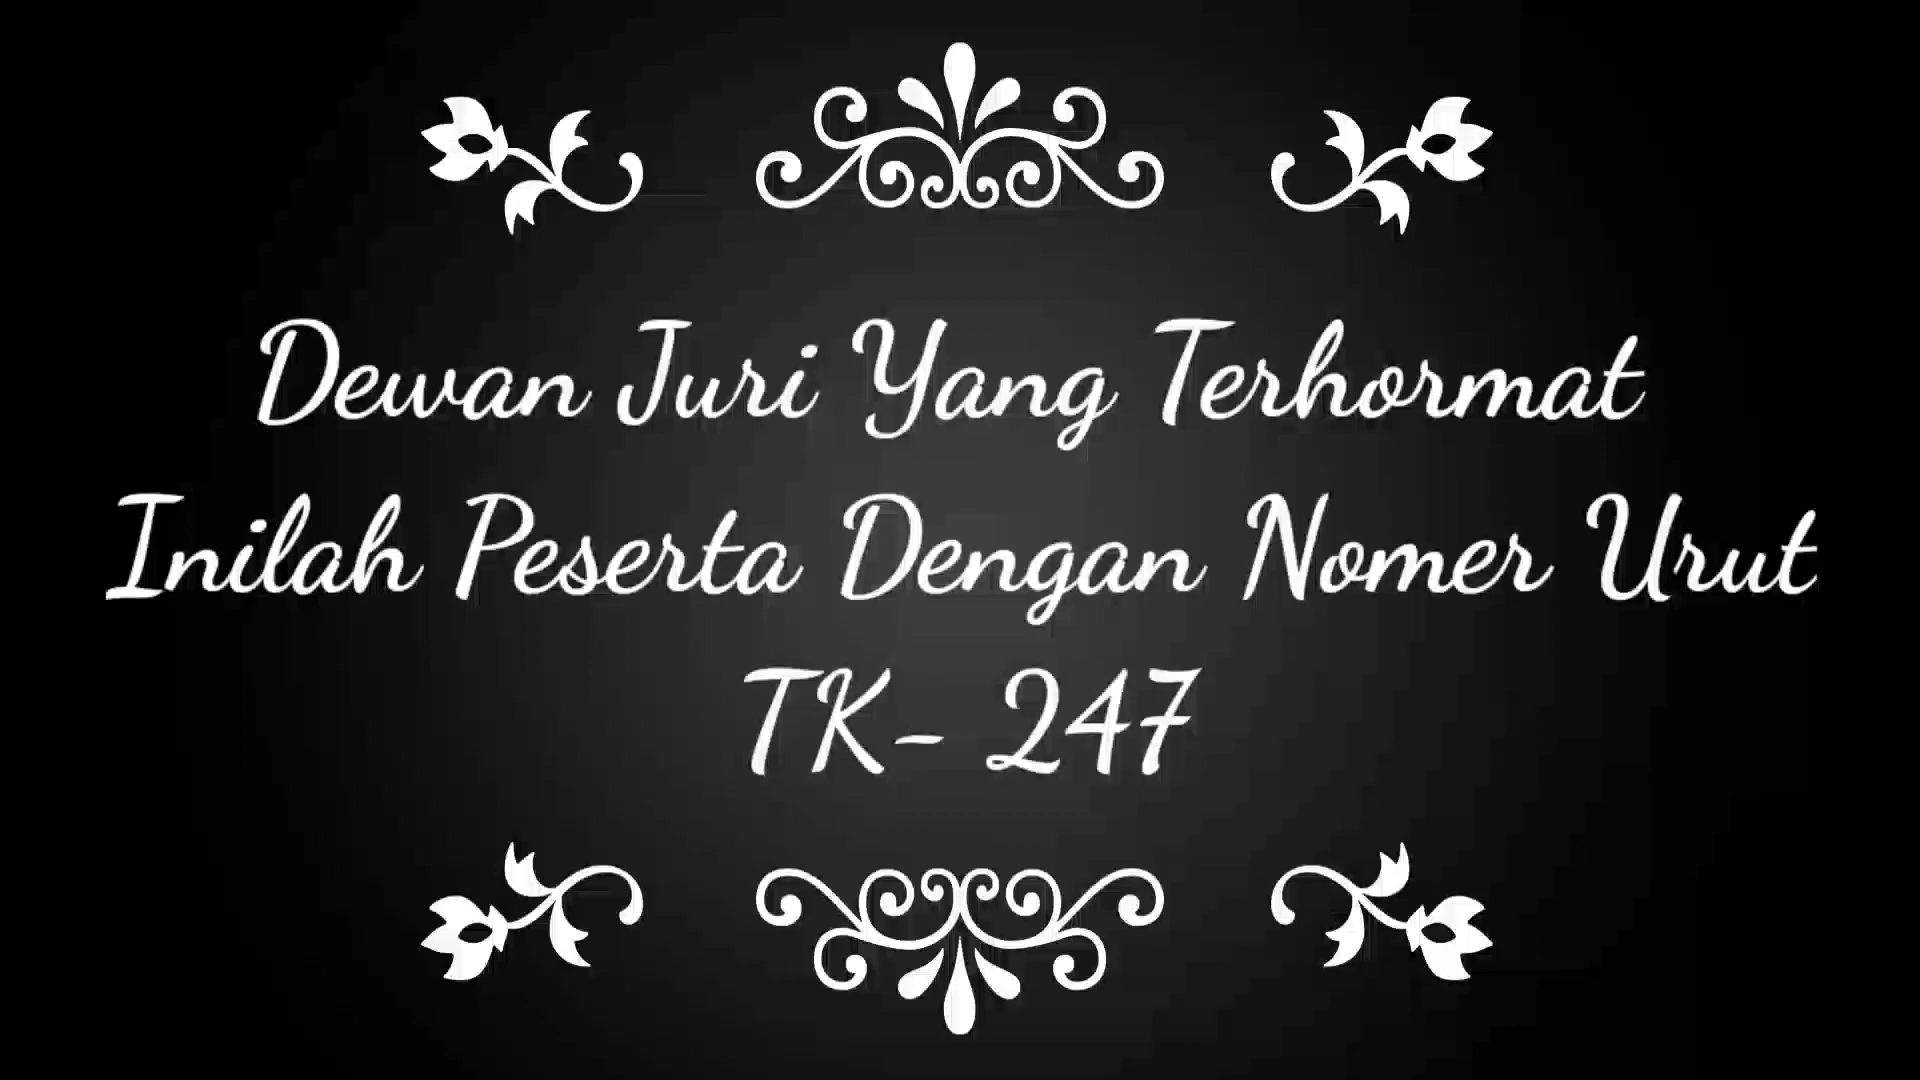 Dewan Juri Yang Terhormat
Inilah Peserta Dengan Nomer Urut
TK- 247